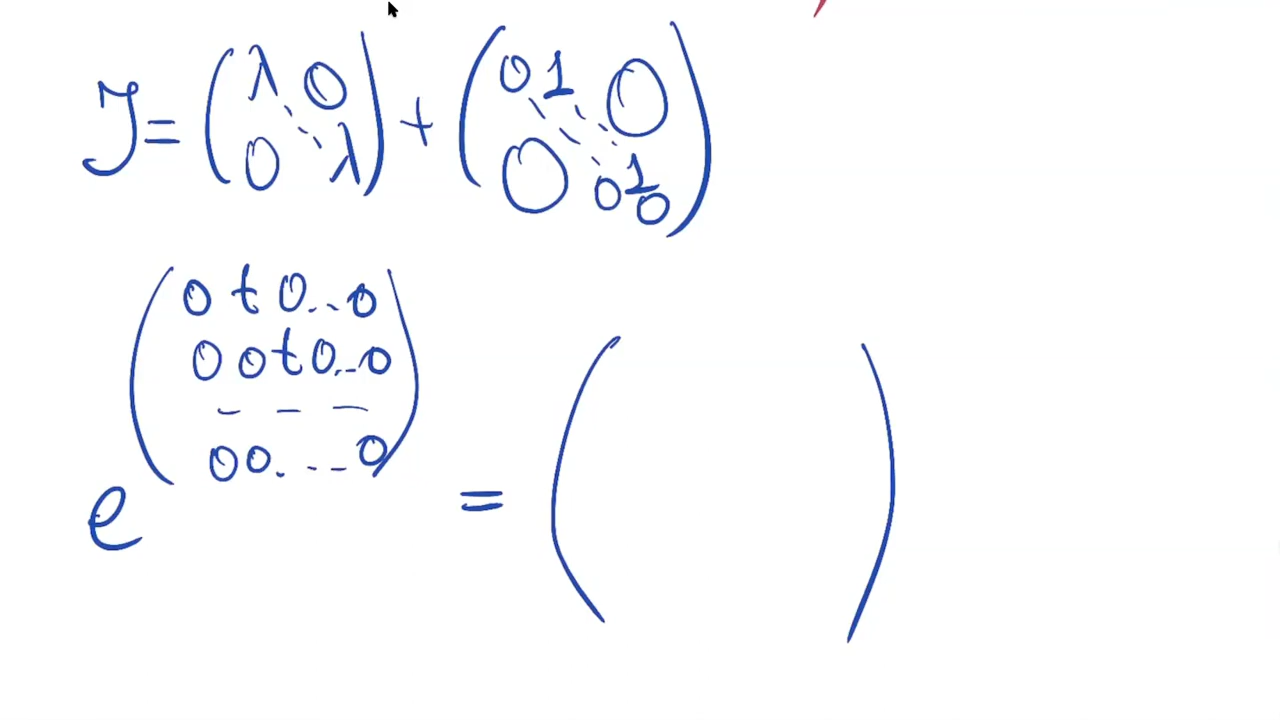 J = (λ 0 0 λ) + (0 1 0 0 0 1 0)
0 t 0 . . . 0
0 0 t 0 . . . 0
- - -
0 0 . . . . 0
e = ( )